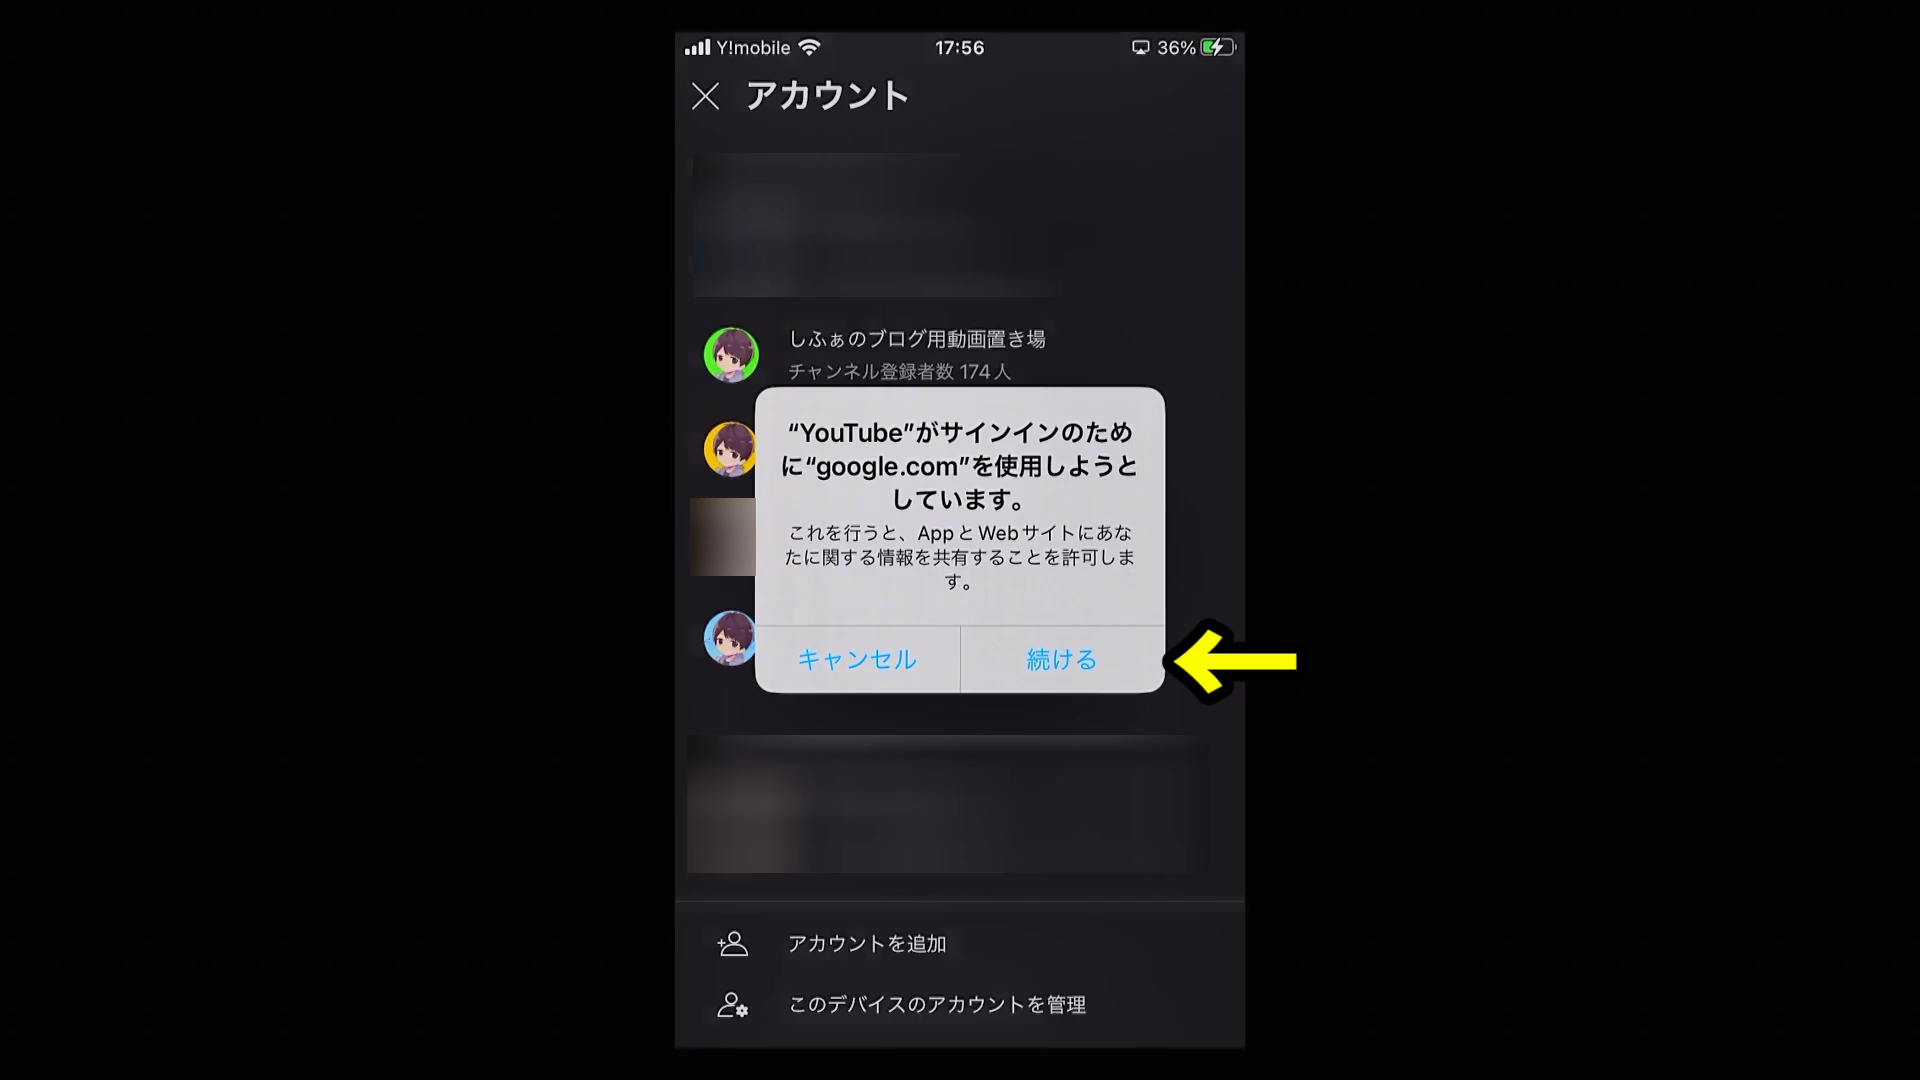 Y!mobile 17:56 36%
アカウント
しふぁのブログ用動画置き場
チャンネル登録者数 174人
“YouTube”がサインインのため
に“google.com”を使用しようと
しています。
これを行うと、AppとWebサイトにあな
たに関する情報を共有することを許可しま
す。
キャンセル 続ける
アカウントを追加
このデバイスのアカウントを管理